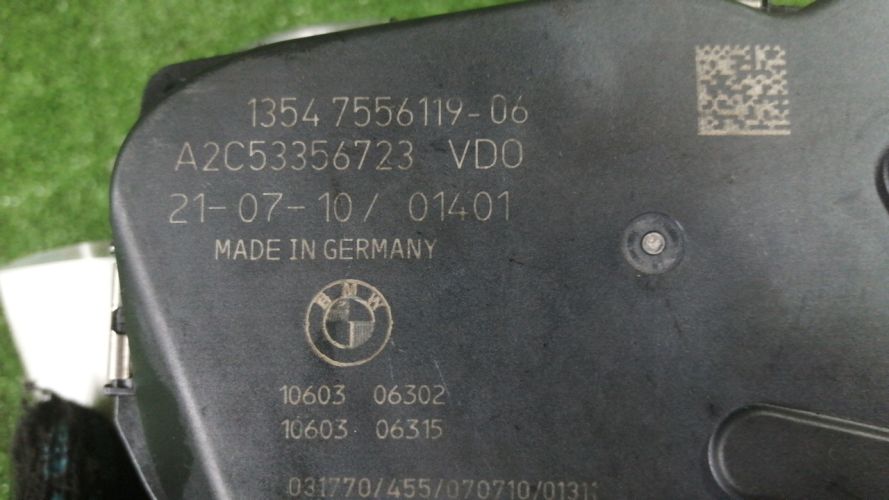 1354 7556119-06
A2C53356723 VDO
21-07-10/ 01401
MADE IN GERMANY
BMW
10603 06302
10603 06315
031770/455/070710/01311